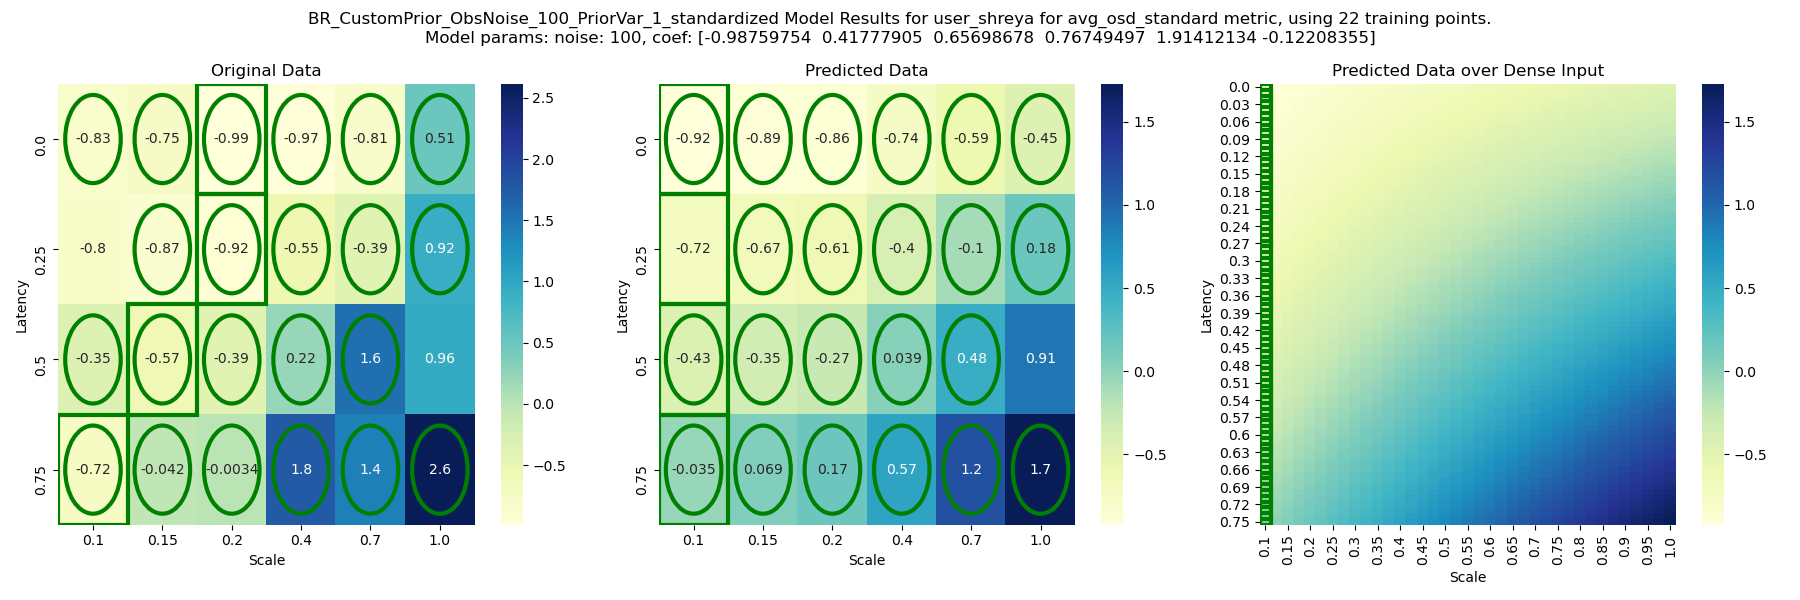 BR_CustomPrior_ObsNoise_100_PriorVar_1_standardized Model Results for user_shreya for avg_osd_standard metric, using 22 training points.
Model params: noise: 100, coef: [-0.98759754 0.41777905 0.65698678 0.76749497 1.91412134 -0.12208355]
Original Data
Latency
0.0
-0.83 -0.75 -0.99 -0.97 -0.81 0.51
0.25
-0.8 -0.87 -0.92 -0.55 -0.39 0.92
0.5
-0.35 -0.57 -0.39 0.22 1.6 0.96
0.75
-0.72 -0.042 -0.0034 1.8 1.4 2.6
0.1 0.15 0.2 0.4 0.7 1.0
Scale
2.5
2.0
1.5
1.0
0.5
0.0
−0.5
Predicted Data
Latency
0.0
-0.92 -0.89 -0.86 -0.74 -0.59 -0.45
0.25
-0.72 -0.67 -0.61 -0.4 -0.1 0.18
0.5
-0.43 -0.35 -0.27 0.039 0.48 0.91
0.75
-0.035 0.069 0.17 0.57 1.2 1.7
0.1 0.15 0.2 0.4 0.7 1.0
Scale
1.5
1.0
0.5
0.0
−0.5
Predicted Data over Dense Input
Latency
0.0
0.03
0.06
0.09
0.12
0.15
0.18
0.21
0.24
0.27
0.3
0.33
0.36
0.39
0.42
0.45
0.48
0.51
0.54
0.57
0.6
0.63
0.66
0.69
0.72
0.75
0.1 0.15 0.2 0.25 0.3 0.35 0.4 0.45 0.5 0.55 0.6 0.65 0.7 0.75 0.8 0.85 0.9 0.95 1.0
Scale
1.5
1.0
0.5
0.0
−0.5